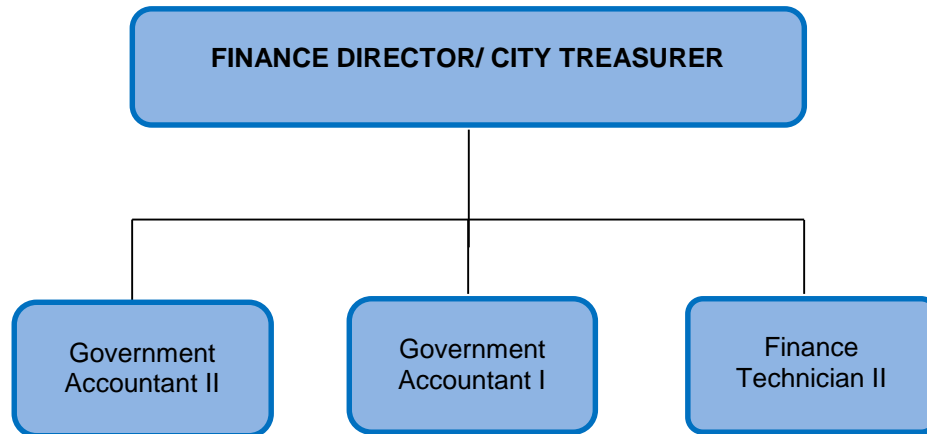 FINANCE DIRECTOR/ CITY TREASURER
Government
Accountant II
Government
Accountant I
Finance
Technician II